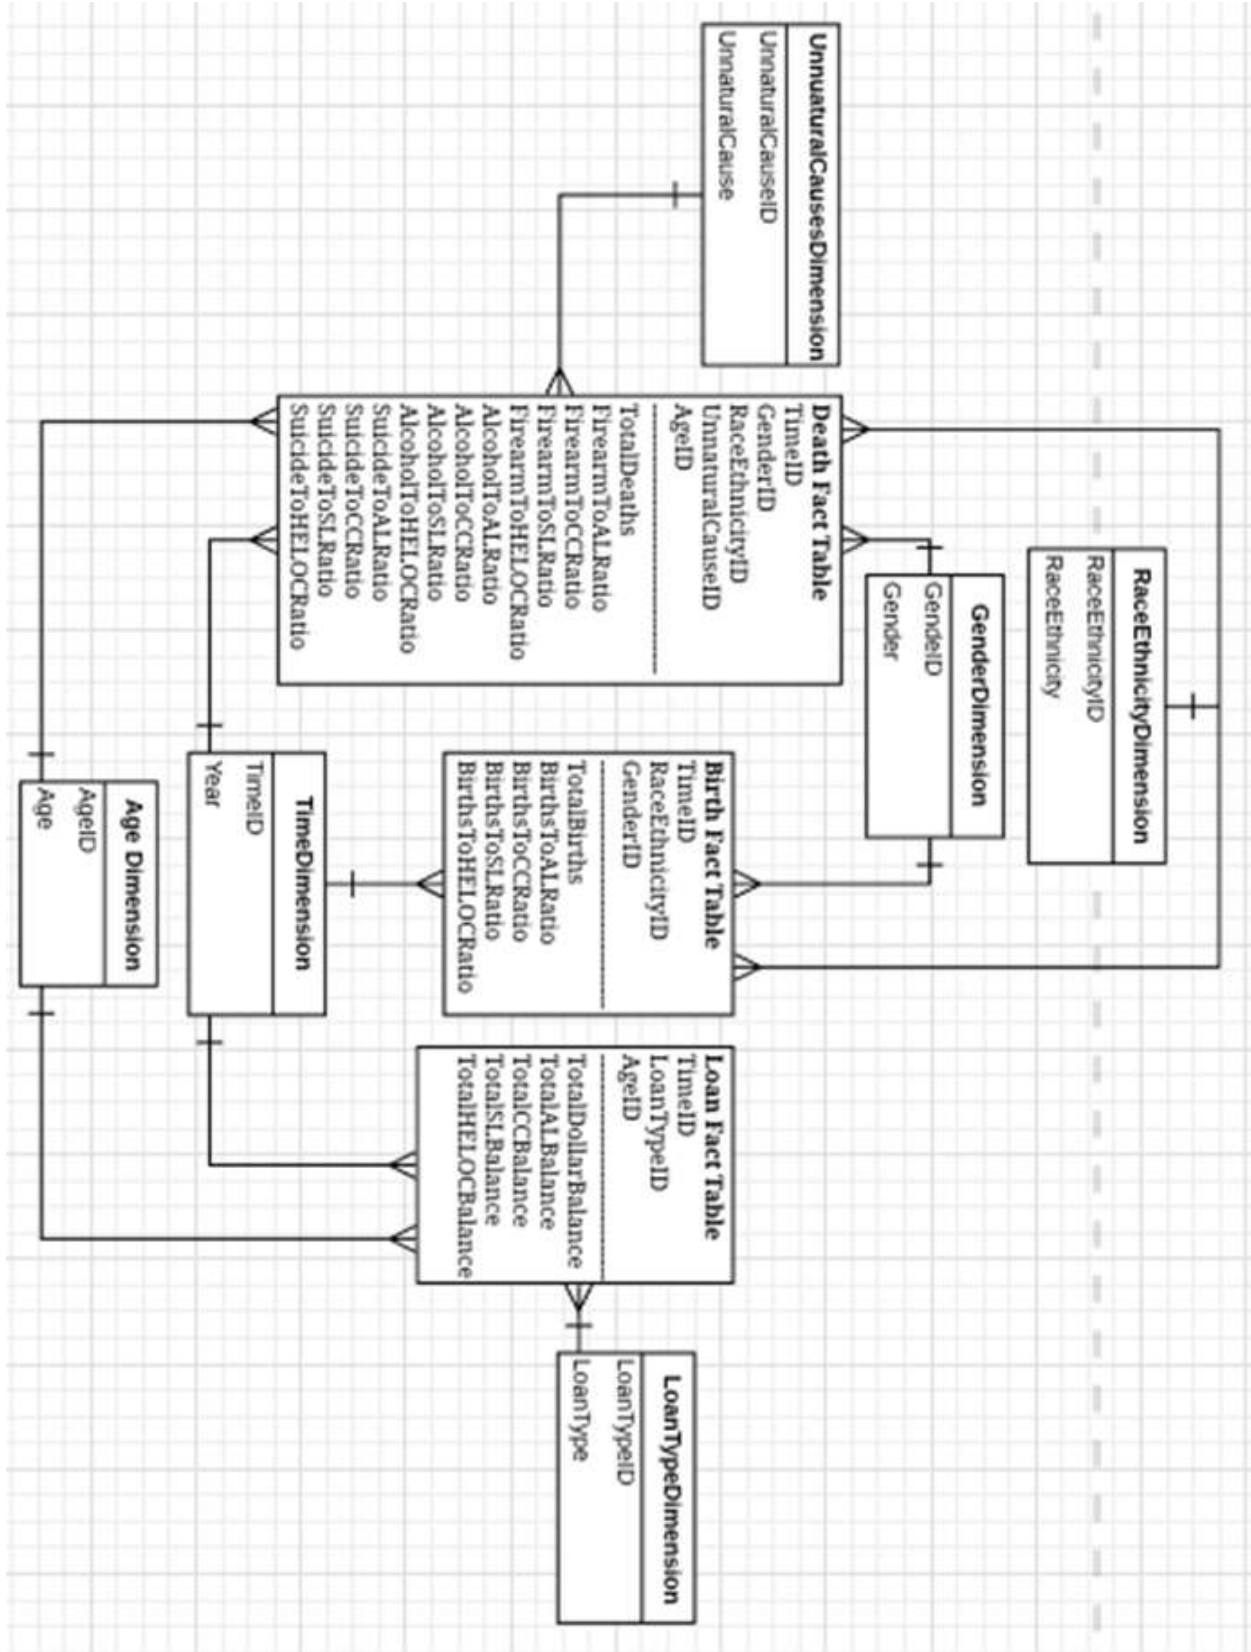 RaceEthnicityDimension
RaceEthnicityID
RaceEthnicity
GenderDimension
GendeID
Gender
UnnuaturalCausesDimension
UnnaturalCauseID
UnnaturalCause
Death Fact Table
TimeID
GenderID
RaceEthnicityID
UnnaturalCauseID
AgeID
TotalDeaths
FirearmToALRatio
FirearmToCCRatio
FirearmToSLRatio
FirearmToHELOCRatio
AlcoholToALRatio
AlcoholToCCRatio
AlcoholToSLRatio
AlcoholToHELOCRatio
SuicideToALRatio
SuicideToCCRatio
SuicideToSLRatio
SuicideToHELOCRatio
Birth Fact Table
TimeID
RaceEthnicityID
GenderID
TotalBirths
BirthsToALRatio
BirthsToCCRatio
BirthsToSLRatio
BirthsToHELOCRatio
Loan Fact Table
TimeID
LoanTypeID
AgeID
TotalDollarBalance
TotalALBalance
TotalCCBalance
TotalSLBalance
TotalHELOCBalance
LoanTypeDimension
LoanTypeID
LoanType
TimeDimension
TimeID
Year
Age Dimension
AgeID
Age